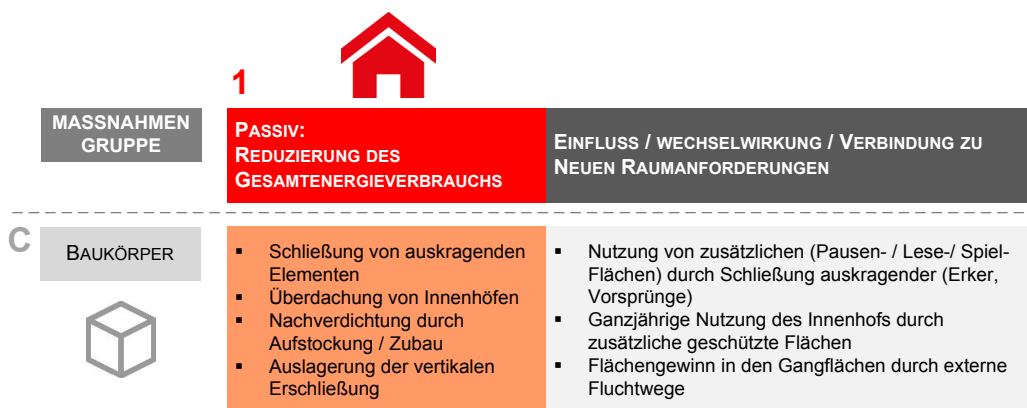 1
MASSNAHMEN
GRUPPE
PASSIV:
REDUZIERUNG DES
GESAMTENERGIEVERBRAUCHS
EINFLUSS / WECHSELWIRKUNG / VERBINDUNG ZU
NEUEN RAUMANFORDERUNGEN
C
BAUKÖRPER
▪ Schließung von auskragenden
Elementen
▪ Überdachung von Innenhöfen
▪ Nachverdichtung durch
Aufstockung / Zubau
▪ Auslagerung der vertikalen
Erschließung
▪ Nutzung von zusätzlichen (Pausen- / Lese-/ Spiel-
Flächen) durch Schließung auskragender (Erker,
Vorsprünge)
▪ Ganzjährige Nutzung des Innenhofs durch
zusätzliche geschützte Flächen
▪ Flächengewinn in den Gangflächen durch externe
Fluchtwege